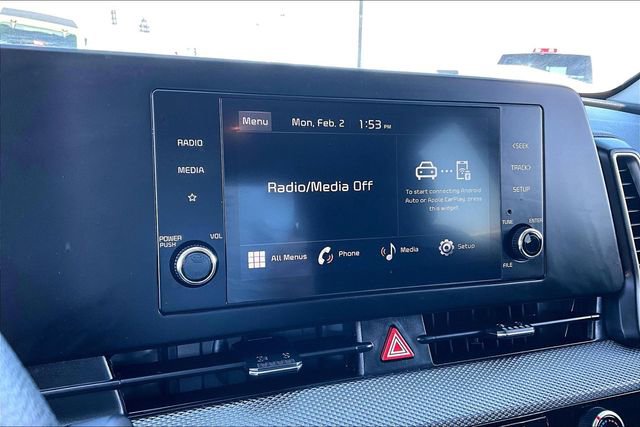 Menu Mon, Feb. 2 1:53 PM
RADIO
MEDIA
POWER PUSH VOL
Radio/Media Off
To start connecting Android
Auto or Apple CarPlay, press
this widget.
All Menus Phone Media Setup
<SEEK
TRACK>
SETUP
TUNE ENTER
FILE